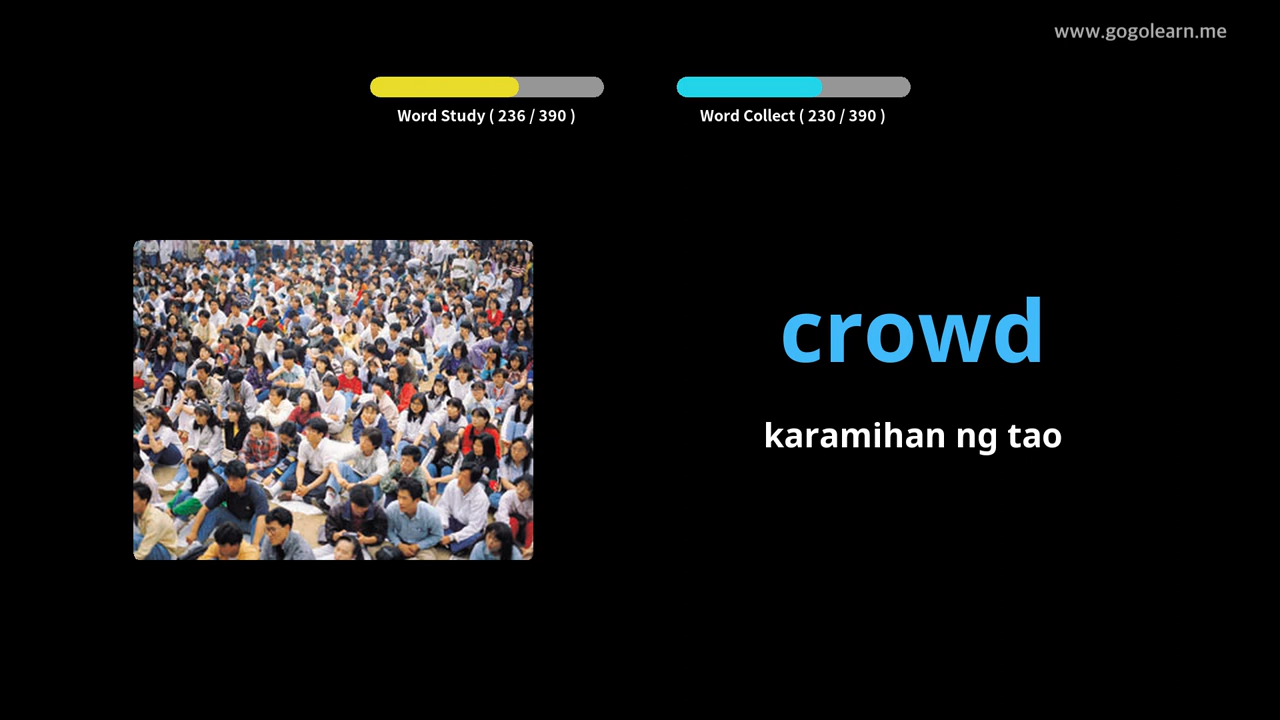 www.gogolearn.me
Word Study ( 236 / 390 )
Word Collect ( 230 / 390 )
crowd
karamihan ng tao